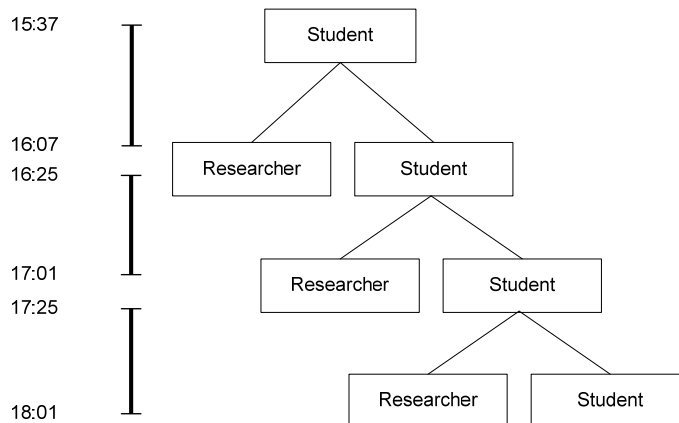 15:37
Student
16:07
Researcher
Student
16:25
17:01
Researcher
Student
17:25
Researcher
Student
18:01